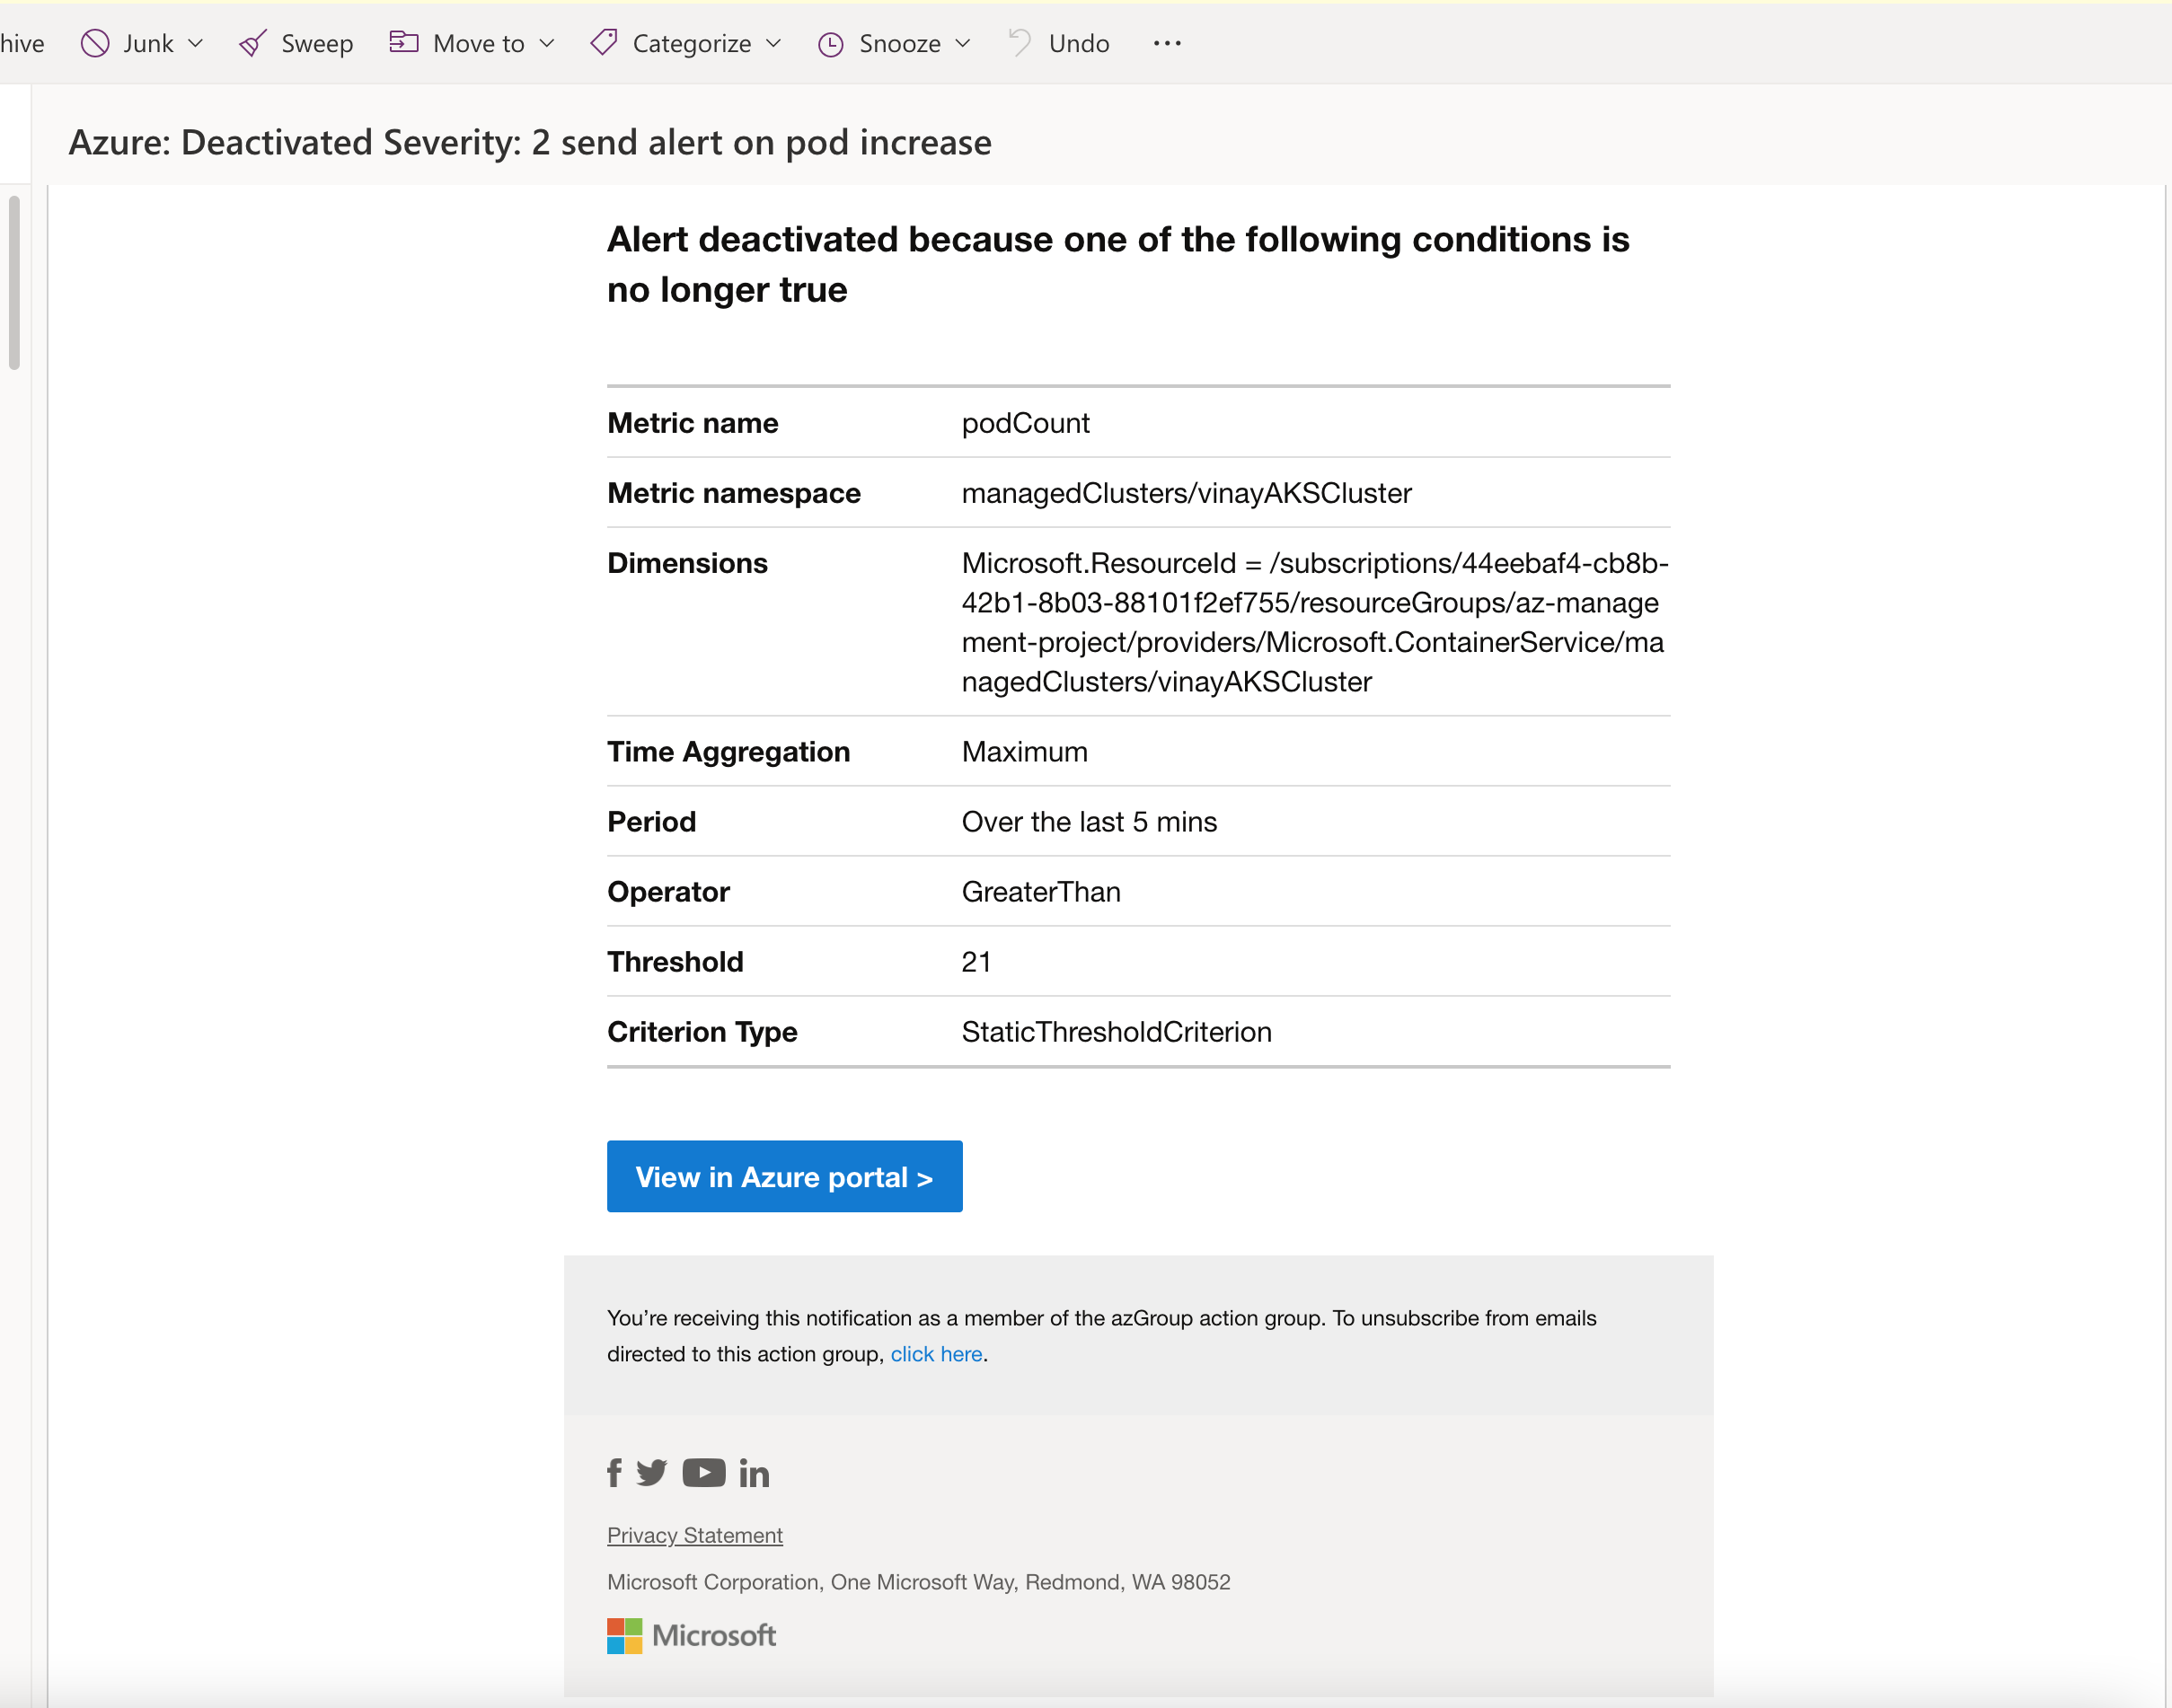 hive Junk Sweep Move to Categorize Snooze Undo ...
Azure: Deactivated Severity: 2 send alert on pod increase
Alert deactivated because one of the following conditions is
no longer true
Metric name podCount
Metric namespace managedClusters/vinayAKSCluster
Dimensions Microsoft.ResourceId = /subscriptions/44eebaf4-cb8b-
42b1-8b03-88101f2ef755/resourceGroups/az-manage
ment-project/providers/Microsoft.ContainerService/ma
nagedClusters/vinayAKSCluster
Time Aggregation Maximum
Period Over the last 5 mins
Operator GreaterThan
Threshold 21
Criterion Type StaticThresholdCriterion
View in Azure portal >
You’re receiving this notification as a member of the azGroup action group. To unsubscribe from emails
directed to this action group, click here.
f in
Privacy Statement
Microsoft Corporation, One Microsoft Way, Redmond, WA 98052
Microsoft